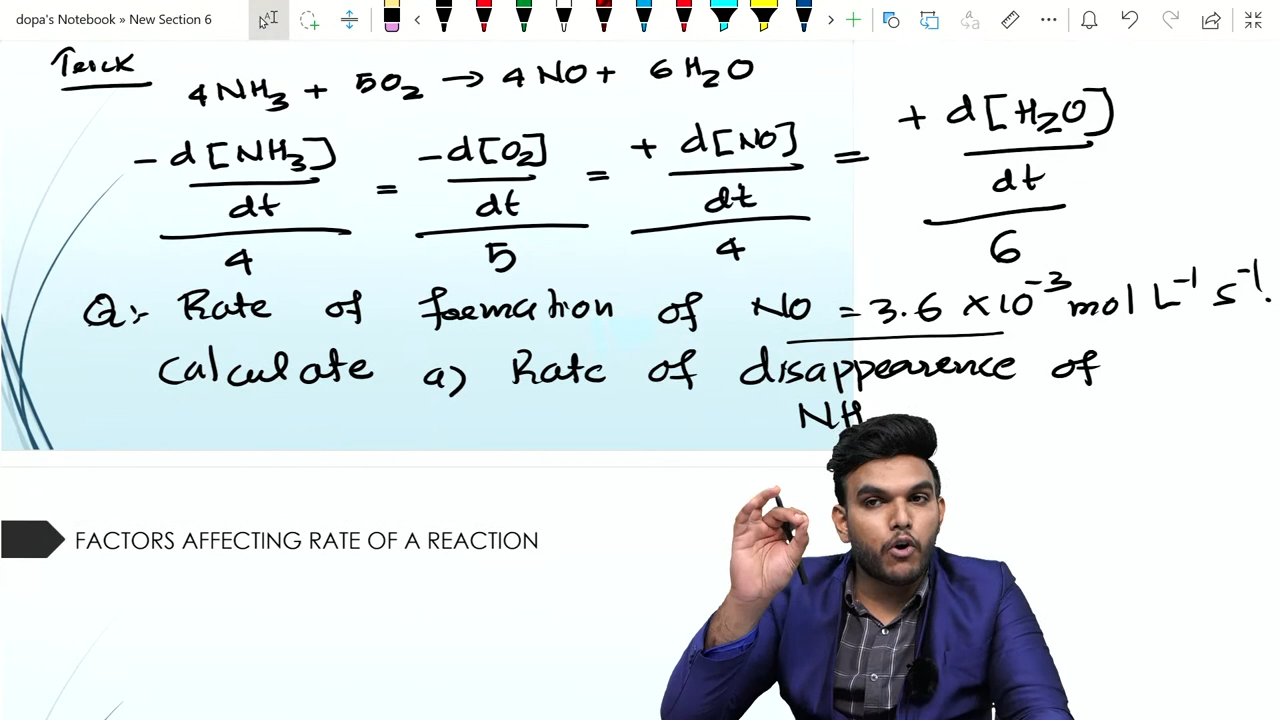 dopa's Notebook » New Section 6
Trick
4NH₃ + 5O₂ → 4NO + 6H₂O
-d[NH₃]/dt/4 = -d[O₂]/dt/5 = +d[NO]/dt/4 = +d[H₂O]/dt/6
Q:- Rate of formation of NO = 3.6 × 10⁻³ mol L⁻¹ s⁻¹.
calculate a) Rate of disappearence of
NH
FACTORS AFFECTING RATE OF A REACTION